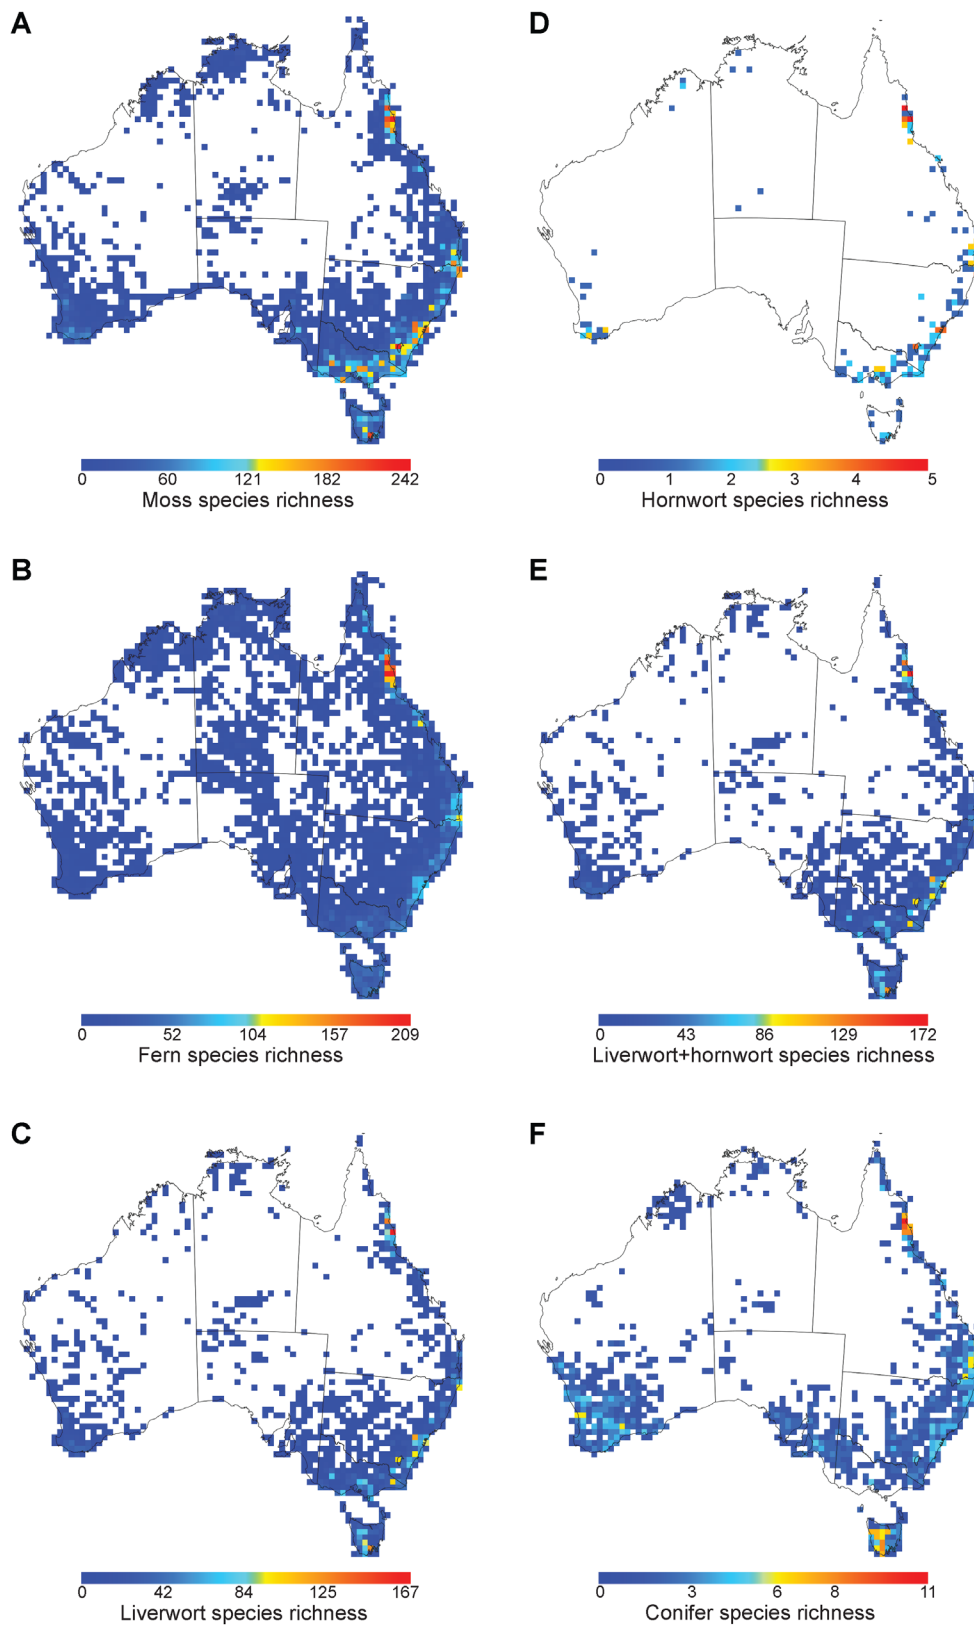 A
0 60 121 182 242
Moss species richness
D
0 1 2 3 4 5
Hornwort species richness
B
0 52 104 157 209
Fern species richness
E
0 43 86 129 172
Liverwort+hornwort species richness
C
0 42 84 125 167
Liverwort species richness
F
0 3 6 8 11
Conifer species richness